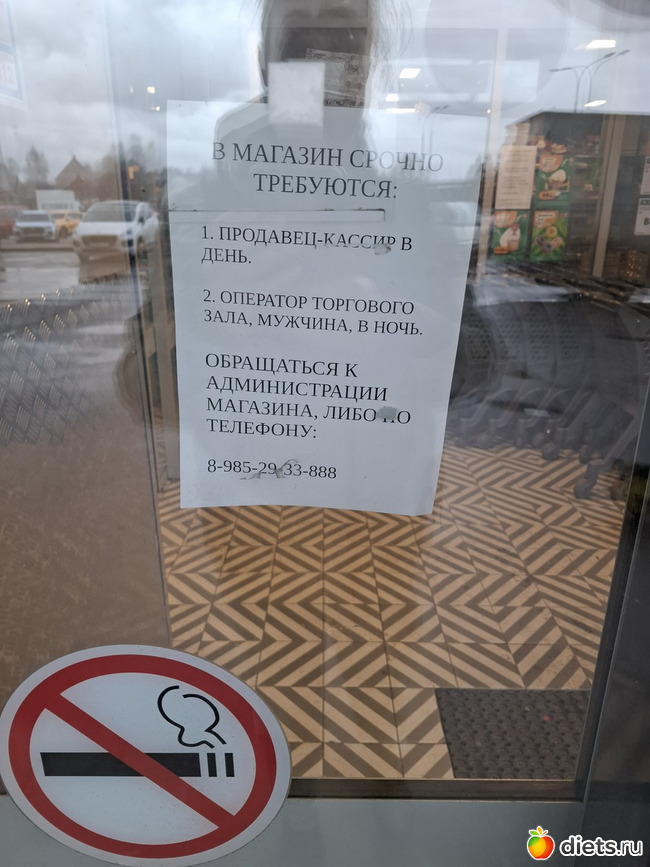 В МАГАЗИН СРОЧНО
ТРЕБУЮТСЯ:
1. ПРОДАВЕЦ-КАССИР В
ДЕНЬ.
2. ОПЕРАТОР ТОРГОВОГО
ЗАЛА, МУЖЧИНА, В НОЧЬ.
ОБРАЩАТЬСЯ К
АДМИНИСТРАЦИИ
МАГАЗИНА, ЛИБО ПО
ТЕЛЕФОНУ:
8-985-29-33-888
diets.ru